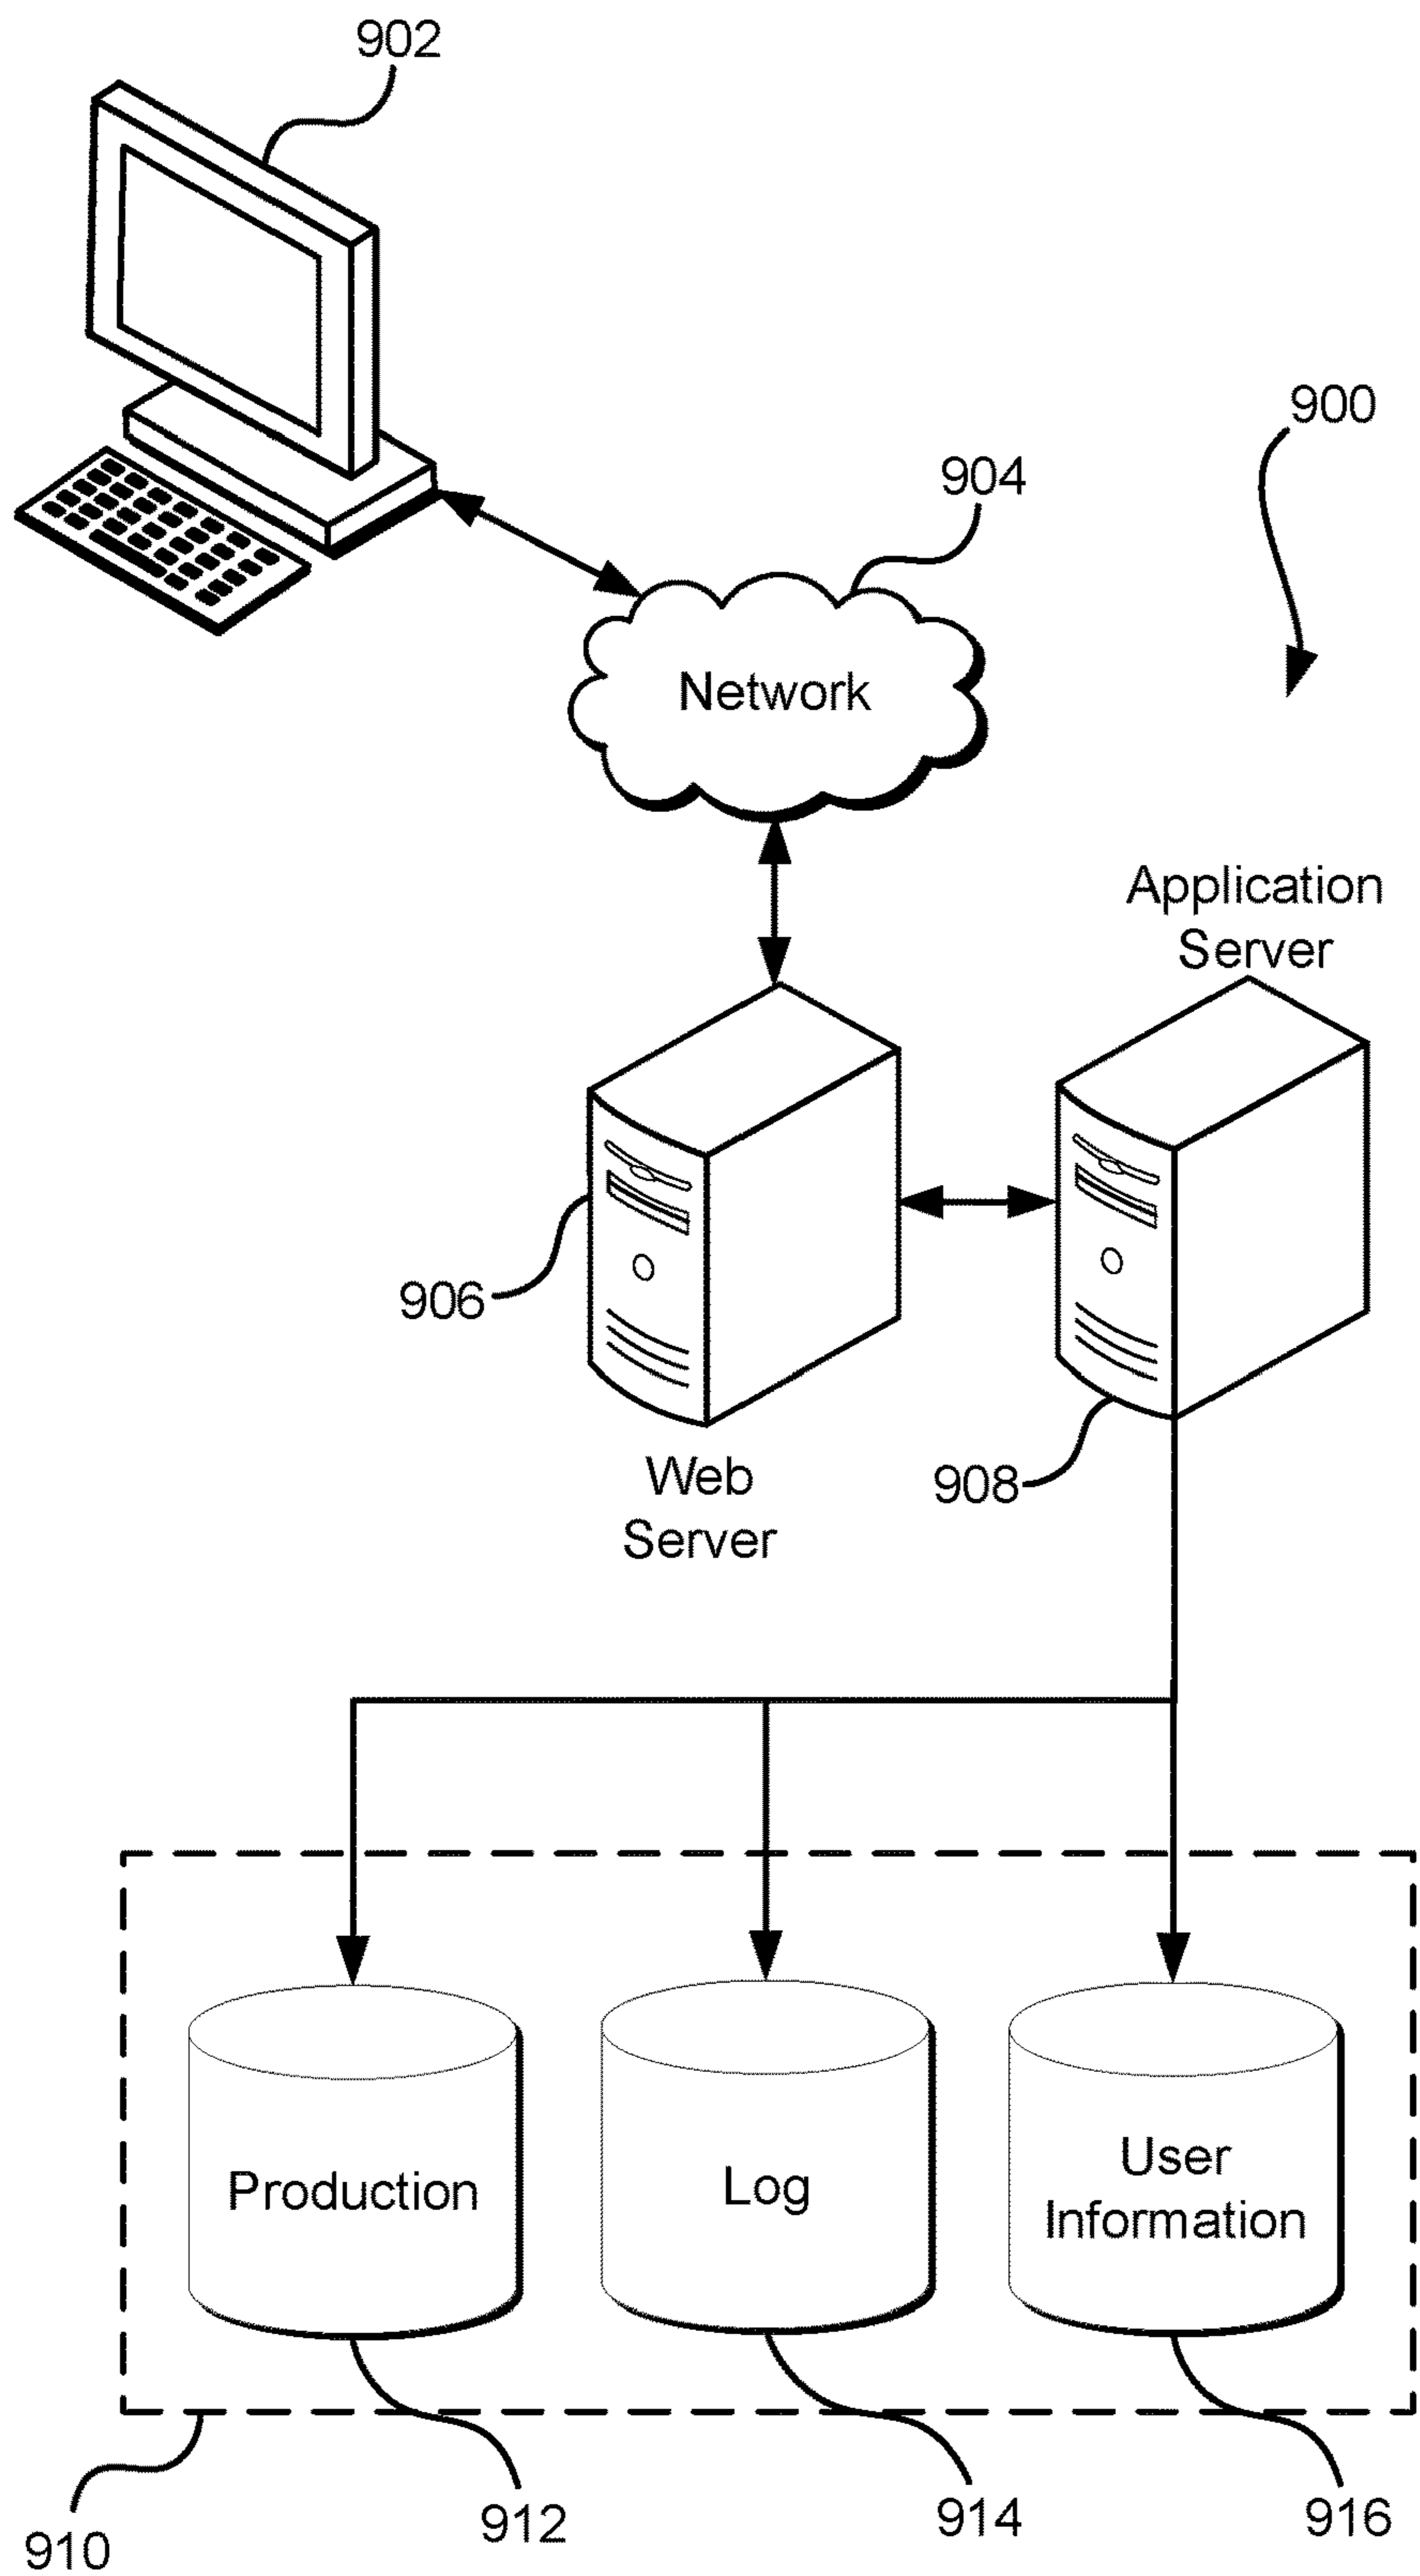 902
900
904
Network
Application
Server
906
Web
Server
908
Production
Log
User
Information
910
912
914
916